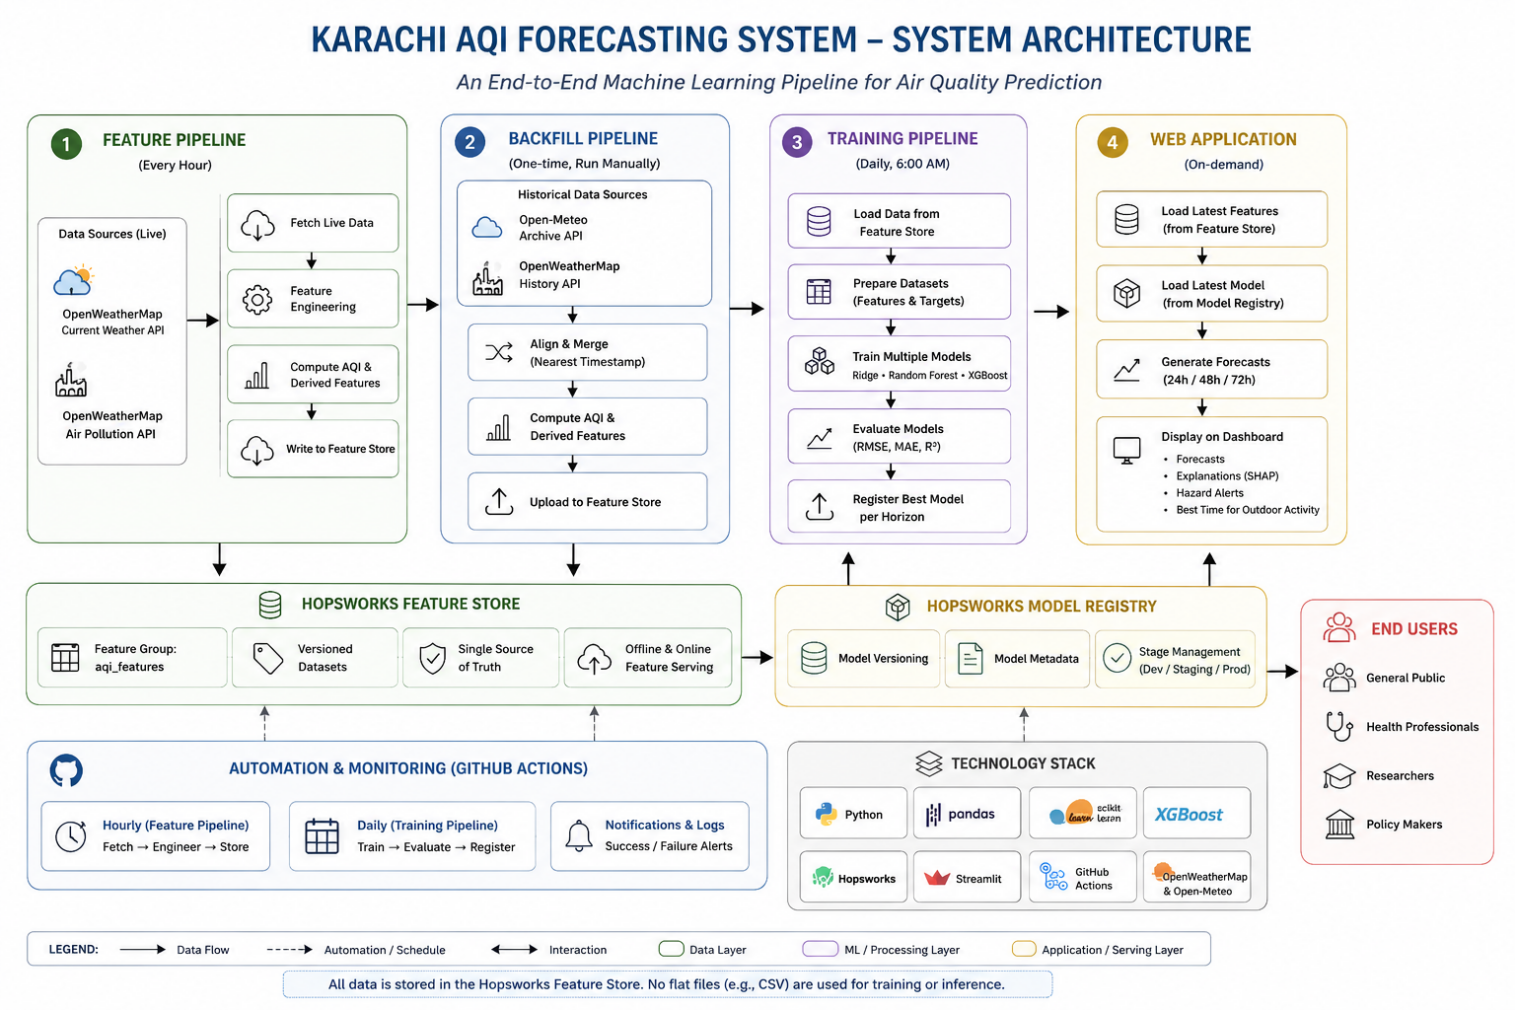 KARACHI AQI FORECASTING SYSTEM – SYSTEM ARCHITECTURE
An End-to-End Machine Learning Pipeline for Air Quality Prediction
1
FEATURE PIPELINE
(Every Hour)
Data Sources (Live)
OpenWeatherMap
Current Weather API
OpenWeatherMap
Air Pollution API
Fetch Live Data
Feature
Engineering
Compute AQI &
Derived Features
Write to Feature Store
2
BACKFILL PIPELINE
(One-time, Run Manually)
Historical Data Sources
Open-Meteo
Archive API
OpenWeatherMap
History API
Align & Merge
(Nearest Timestamp)
Compute AQI &
Derived Features
Upload to Feature Store
3
TRAINING PIPELINE
(Daily, 6:00 AM)
Load Data from
Feature Store
Prepare Datasets
(Features & Targets)
Train Multiple Models
Ridge • Random Forest • XGBoost
Evaluate Models
(RMSE, MAE, R²)
Register Best Model
per Horizon
4
WEB APPLICATION
(On-demand)
Load Latest Features
(from Feature Store)
Load Latest Model
(from Model Registry)
Generate Forecasts
(24h / 48h / 72h)
Display on Dashboard
• Forecasts
• Explanations (SHAP)
• Hazard Alerts
• Best Time for Outdoor Activity
HOPSWORKS FEATURE STORE
Feature Group:
aqi_features
Versioned
Datasets
Single Source
of Truth
Offline & Online
Feature Serving
HOPSWORKS MODEL REGISTRY
Model Versioning
Model Metadata
Stage Management
(Dev / Staging / Prod)
END USERS
General Public
Health Professionals
Researchers
Policy Makers
AUTOMATION & MONITORING (GITHUB ACTIONS)
Hourly (Feature Pipeline)
Fetch → Engineer → Store
Daily (Training Pipeline)
Train → Evaluate → Register
Notifications & Logs
Success / Failure Alerts
TECHNOLOGY STACK
Python
pandas
learn
XGBoost
Hopsworks
Streamlit
GitHub
Actions
OpenWeatherMap
& Open-Meteo
LEGEND:
Data Flow
Automation / Schedule
Interaction
Data Layer
ML / Processing Layer
Application / Serving Layer
All data is stored in the Hopsworks Feature Store. No flat files (e.g., CSV) are used for training or inference.